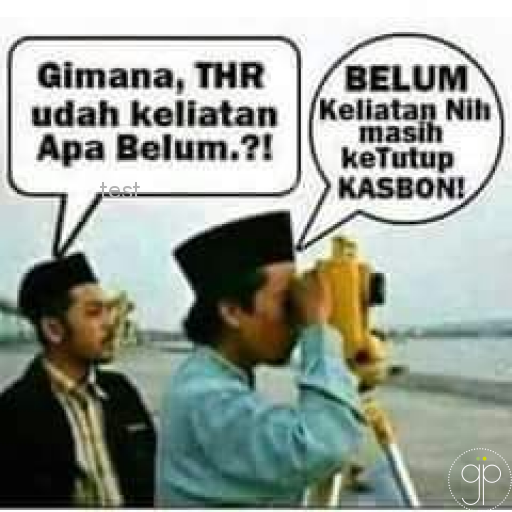 Gimana, THR
udah keliatan
Apa Belum.?!
test
BELUM
Keliatan Nih
masih
keTutup
KASBON!
gp